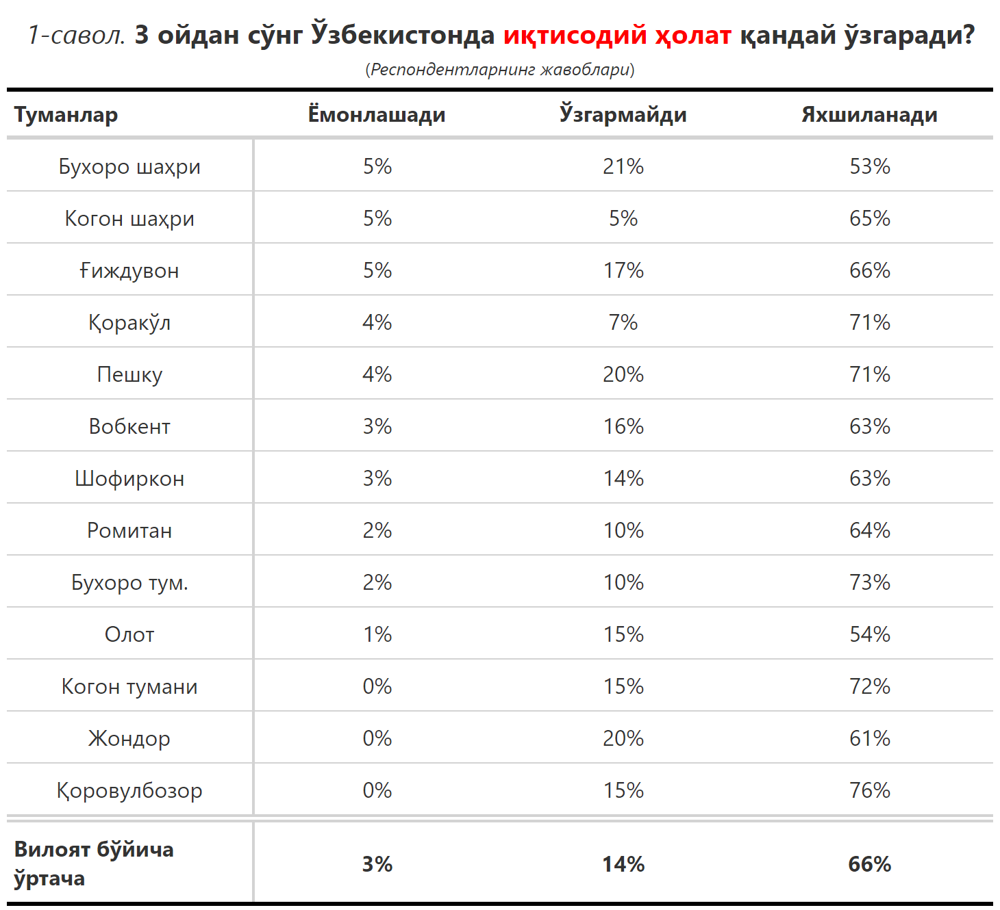 1-савол. 3 ойдан сўнг Ўзбекистонда иқтисодий ҳолат қандай ўзгаради?
(Респондентларнинг жавоблари)
Туманлар Ёмонлашади Ўзгармайди Яхшиланади
Бухоро шаҳри 5% 21% 53%
Когон шаҳри 5% 5% 65%
Ғиждувон 5% 17% 66%
Қоракўл 4% 7% 71%
Пешку 4% 20% 71%
Вобкент 3% 16% 63%
Шофиркон 3% 14% 63%
Ромитан 2% 10% 64%
Бухоро тум. 2% 10% 73%
Олот 1% 15% 54%
Когон тумани 0% 15% 72%
Жондор 0% 20% 61%
Қоровулбозор 0% 15% 76%
Вилоят бўйича
ўртача 3% 14% 66%